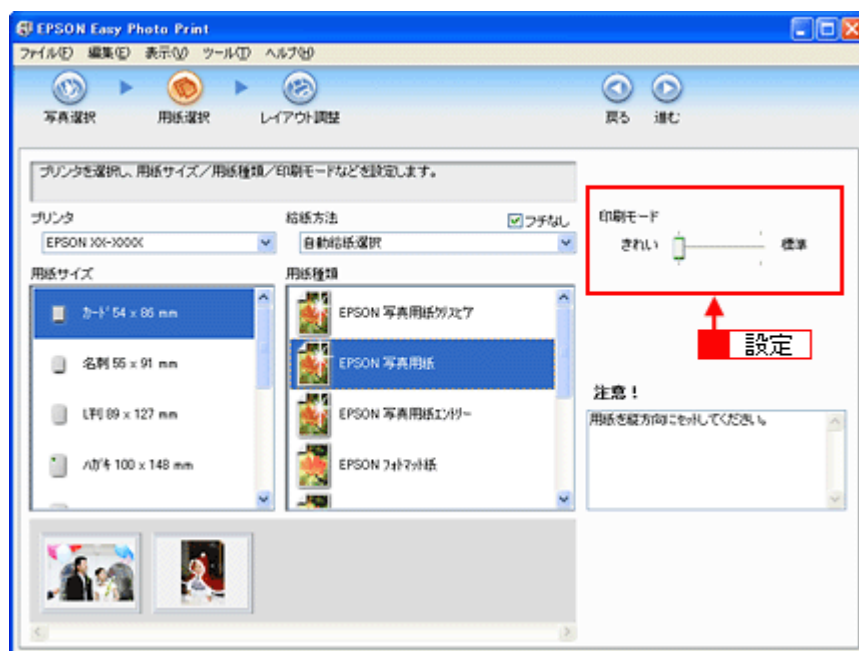 EPSON Easy Photo Print
ファイル(F) 編集(E) 表示(V) ツール(T) ヘルプ(H)
写真選択 用紙選択 レイアウト調整 戻る 進む
プリンタを選択し、用紙サイズ/用紙種類/印刷モードなどを設定します。
プリンタ
EPSON XX-XXXX
給紙方法
フチなし
自動給紙選択
用紙サイズ
カード 54 x 86 mm
名刺 55 x 91 mm
L判 89 x 127 mm
ハガキ 100 x 148 mm
用紙種類
EPSON 写真用紙クリスピア
EPSON 写真用紙
EPSON 写真用紙エントリー
EPSON フォトマット紙
印刷モード
きれい 標準
設定
注意!
用紙を縦方向にセットしてください。